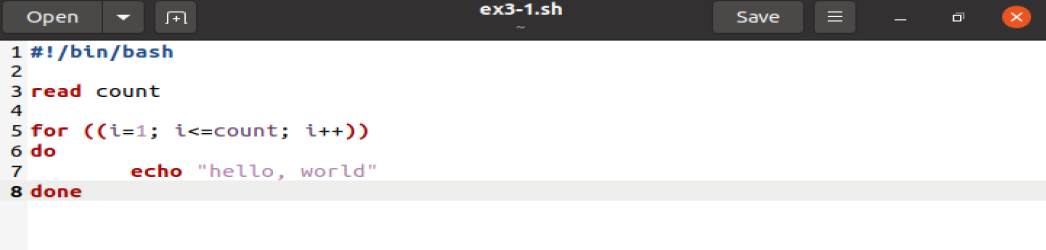 Open
ex3-1.sh
~
Save
1 #!/bin/bash
2
3 read count
4
5 for ((i=1; i<=count; i++))
6 do
7         echo "hello, world"
8 done